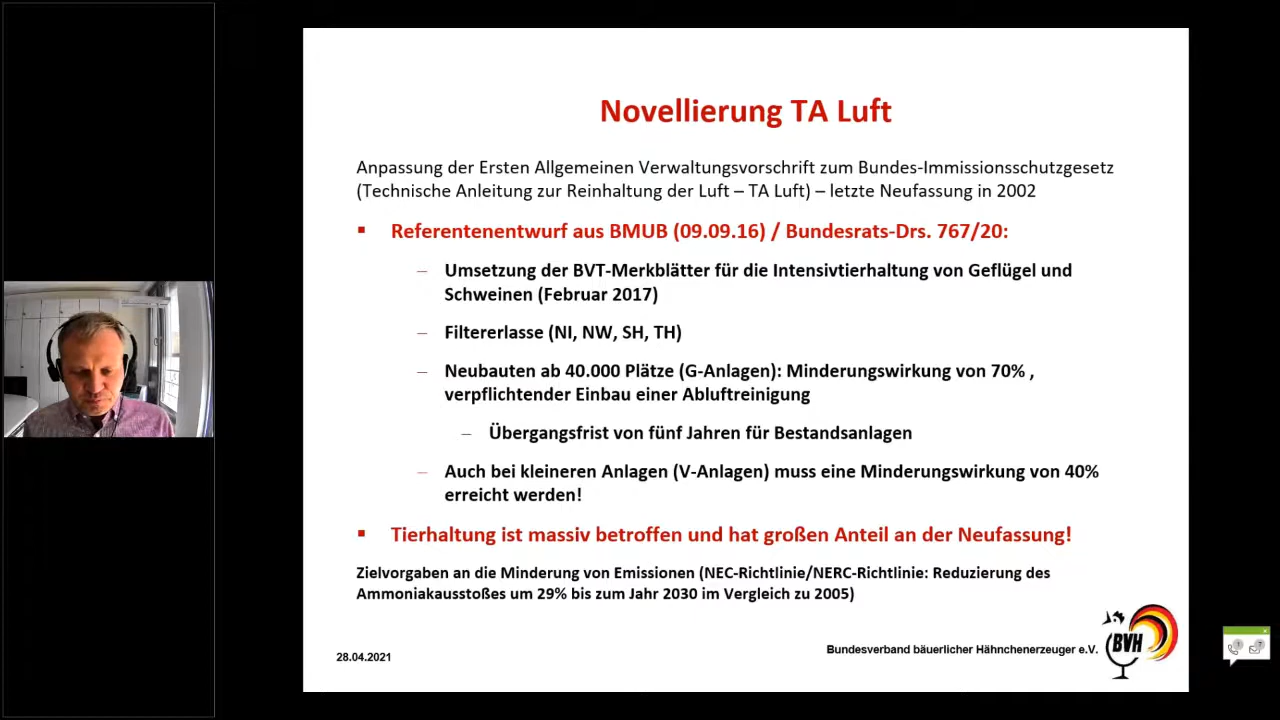 Novellierung TA Luft
Anpassung der Ersten Allgemeinen Verwaltungsvorschrift zum Bundes-Immissionsschutzgesetz
(Technische Anleitung zur Reinhaltung der Luft – TA Luft) – letzte Neufassung in 2002
▪ Referentenentwurf aus BMUB (09.09.16) / Bundesrats-Drs. 767/20:
– Umsetzung der BVT-Merkblätter für die Intensivtierhaltung von Geflügel und
Schweinen (Februar 2017)
– Filtererlasse (NI, NW, SH, TH)
– Neubauten ab 40.000 Plätze (G-Anlagen): Minderungswirkung von 70% ,
verpflichtender Einbau einer Abluftreinigung
– Übergangsfrist von fünf Jahren für Bestandsanlagen
– Auch bei kleineren Anlagen (V-Anlagen) muss eine Minderungswirkung von 40%
erreicht werden!
▪ Tierhaltung ist massiv betroffen und hat großen Anteil an der Neufassung!
Zielvorgaben an die Minderung von Emissionen (NEC-Richtlinie/NERC-Richtlinie: Reduzierung des
Ammoniakausstoßes um 29% bis zum Jahr 2030 im Vergleich zu 2005)
28.04.2021
Bundesverband bäuerlicher Hähnchenerzeuger e.V.
BVH